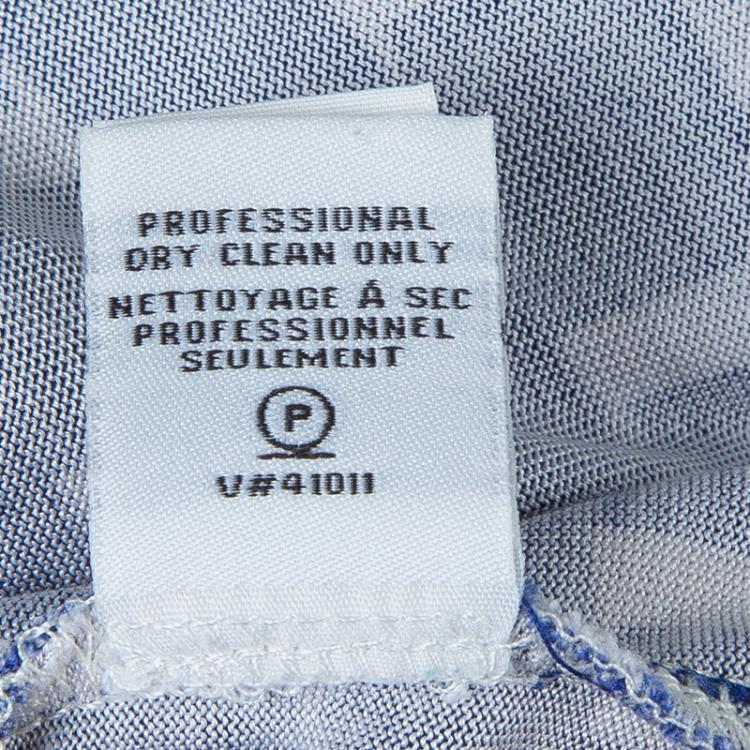 PROFESSIONAL
DRY CLEAN ONLY
NETTOYAGE Á SEC
PROFESSIONNEL
SEULEMENT
P
V#41011